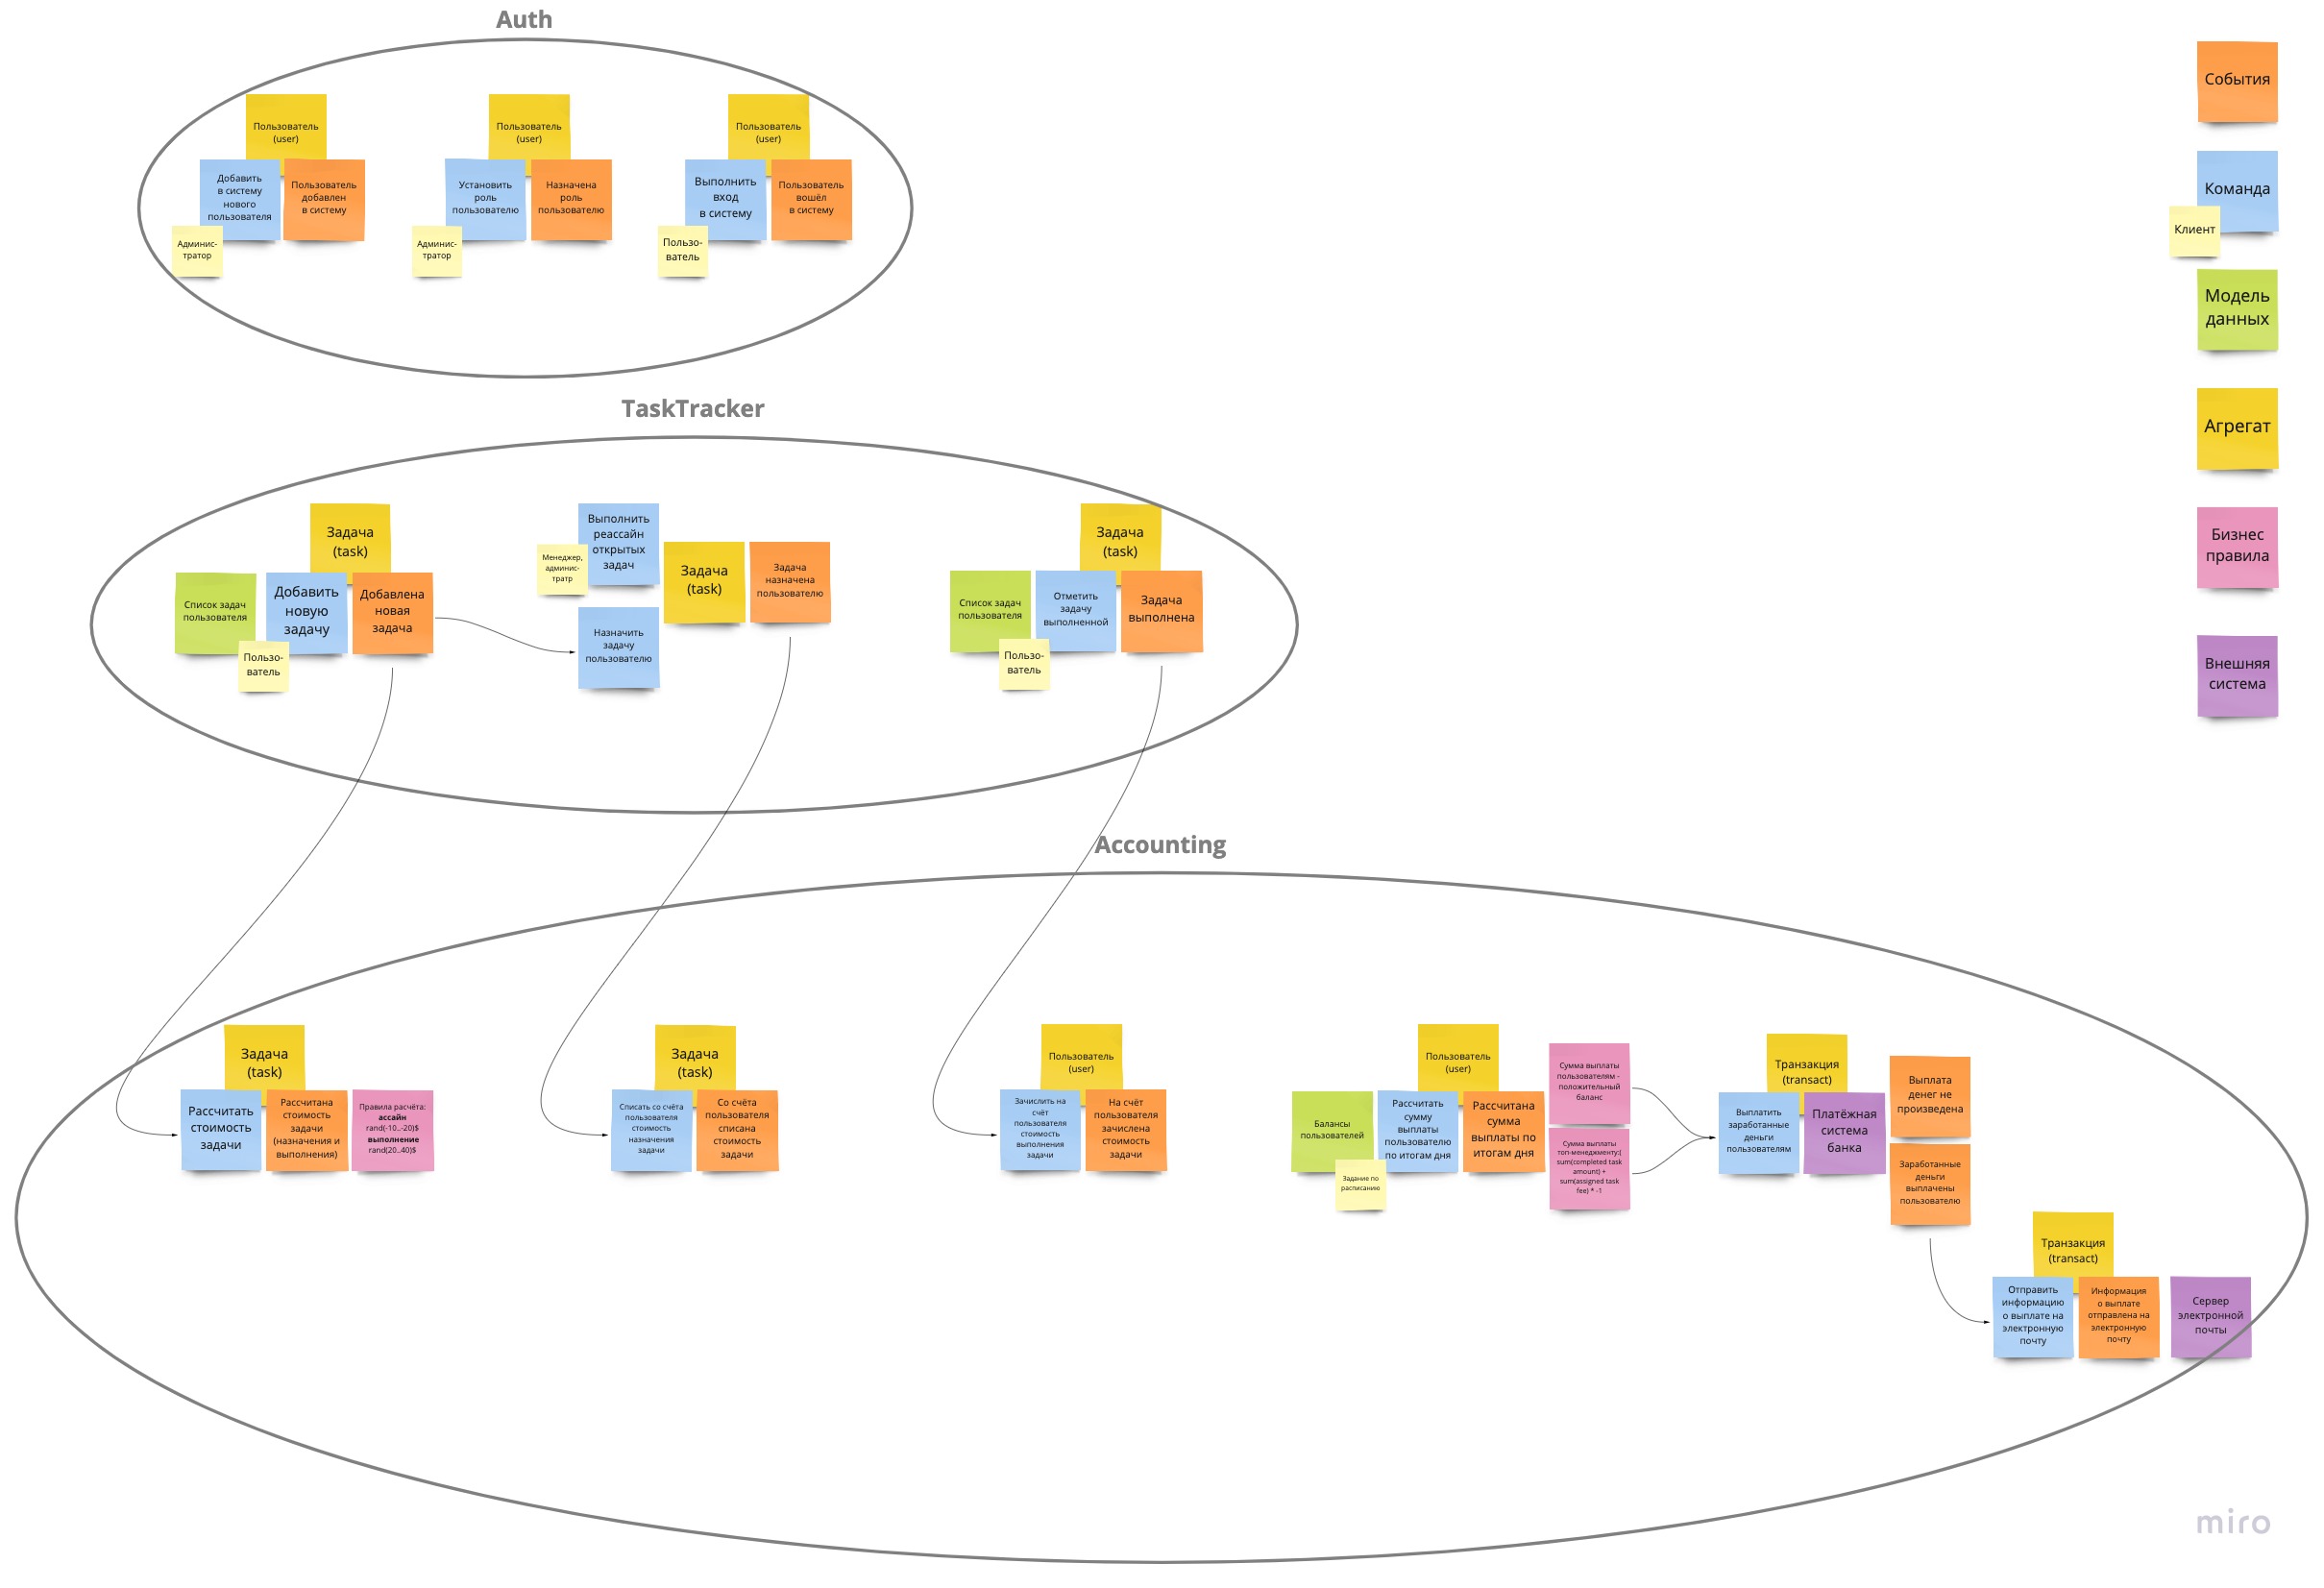 Auth
Пользователь
(user)
Добавить
в систему
нового
пользователя
Пользователь
добавлен
в систему
Админис-
тратор
Пользователь
(user)
Установить
роль
пользователю
Назначена
роль
пользователю
Админис-
тратор
Пользователь
(user)
Выполнить
вход
в систему
Пользователь
вошёл
в систему
Пользо-
ватель
События
Команда
Клиент
Модель
данных
Агрегат
Бизнес
правила
Внешняя
система
TaskTracker
Задача
(task)
Список задач
пользователя
Добавить
новую
задачу
Добавлена
новая
задача
Пользо-
ватель
Выполнить
реассайн
открытых
задач
Менеджер,
админис-
тратр
Задача
(task)
Задача
назначена
пользователю
Назначить
задачу
пользователю
Задача
(task)
Список задач
пользователя
Отметить
задачу
выполненной
Задача
выполнена
Пользо-
ватель
Accounting
Задача
(task)
Рассчитать
стоимость
задачи
Рассчитана
стоимость
задачи
(назначения и
выполнения)
Правила расчёта:
ассайн
rand(-10..-20)$
выполнение
rand(20..40)$
Задача
(task)
Списать со счёта
пользователя
стоимость
назначения
задачи
Со счёта
пользователя
списана
стоимость
задачи
Пользователь
(user)
Зачислить на
счёт
пользователя
стоимость
выполнения
задачи
На счёт
пользователя
зачислена
стоимость
задачи
Пользователь
(user)
Балансы
пользователей
Рассчитать
сумму
выплаты
пользователю
по итогам дня
Рассчитана
сумма
выплаты по
итогам дня
Задание по
расписанию
Сумма выплаты
пользователям -
положительный
баланс
Сумма выплаты
топ-менеджменту:(
sum(completed task
amount) +
sum(assigned task
fee) * -1
Транзакция
(transact)
Выплатить
заработанные
деньги
пользователям
Платёжная
система
банка
Выплата
денег не
произведена
Заработанные
деньги
выплачены
пользователю
Транзакция
(transact)
Отправить
информацию
о выплате на
электронную
почту
Информация
о выплате
отправлена на
электронную
почту
Сервер
электронной
почты
miro